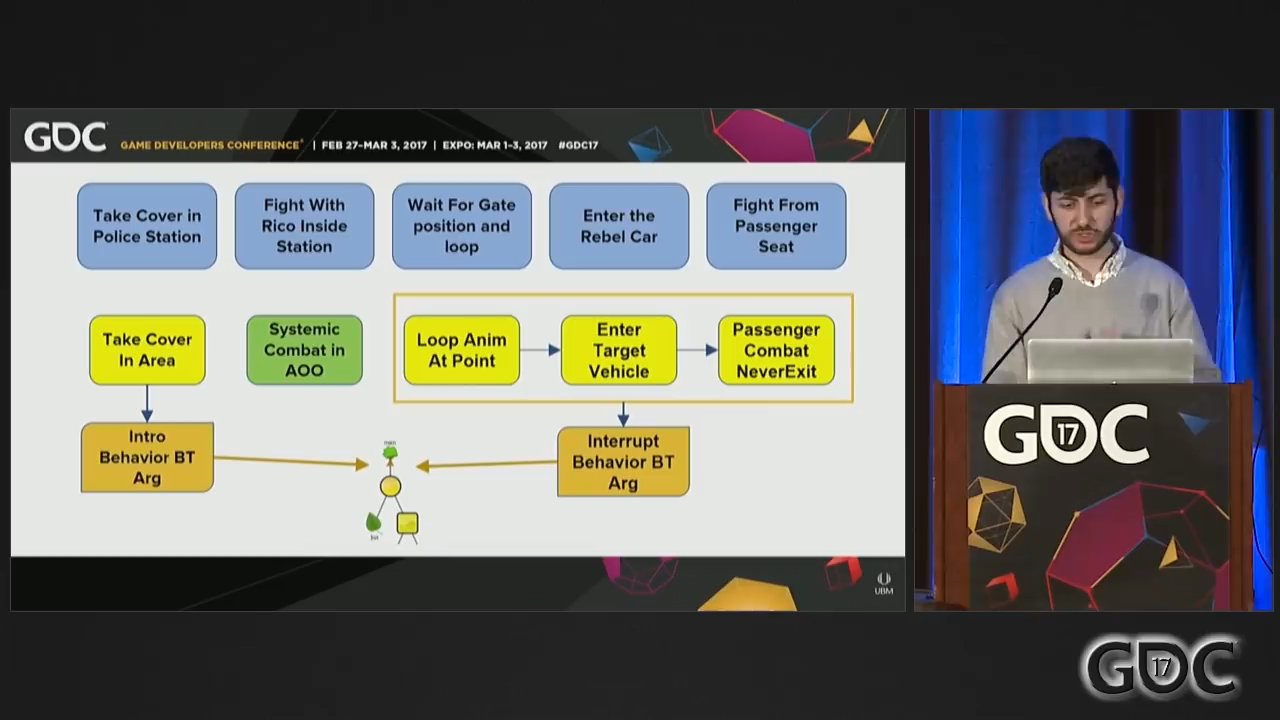 GDC
GAME DEVELOPERS CONFERENCE® | FEB 27-MAR 3, 2017 | EXPO: MAR 1-3, 2017 #GDC17
Take Cover in
Police Station
Fight With
Rico Inside
Station
Wait For Gate
position and
loop
Enter the
Rebel Car
Fight From
Passenger
Seat
Take Cover
In Area
Systemic
Combat in
AOO
Loop Anim
At Point
Enter
Target
Vehicle
Passenger
Combat
NeverExit
Intro
Behavior BT
Arg
Interrupt
Behavior BT
Arg
UBM
GDC
17
GDC
17